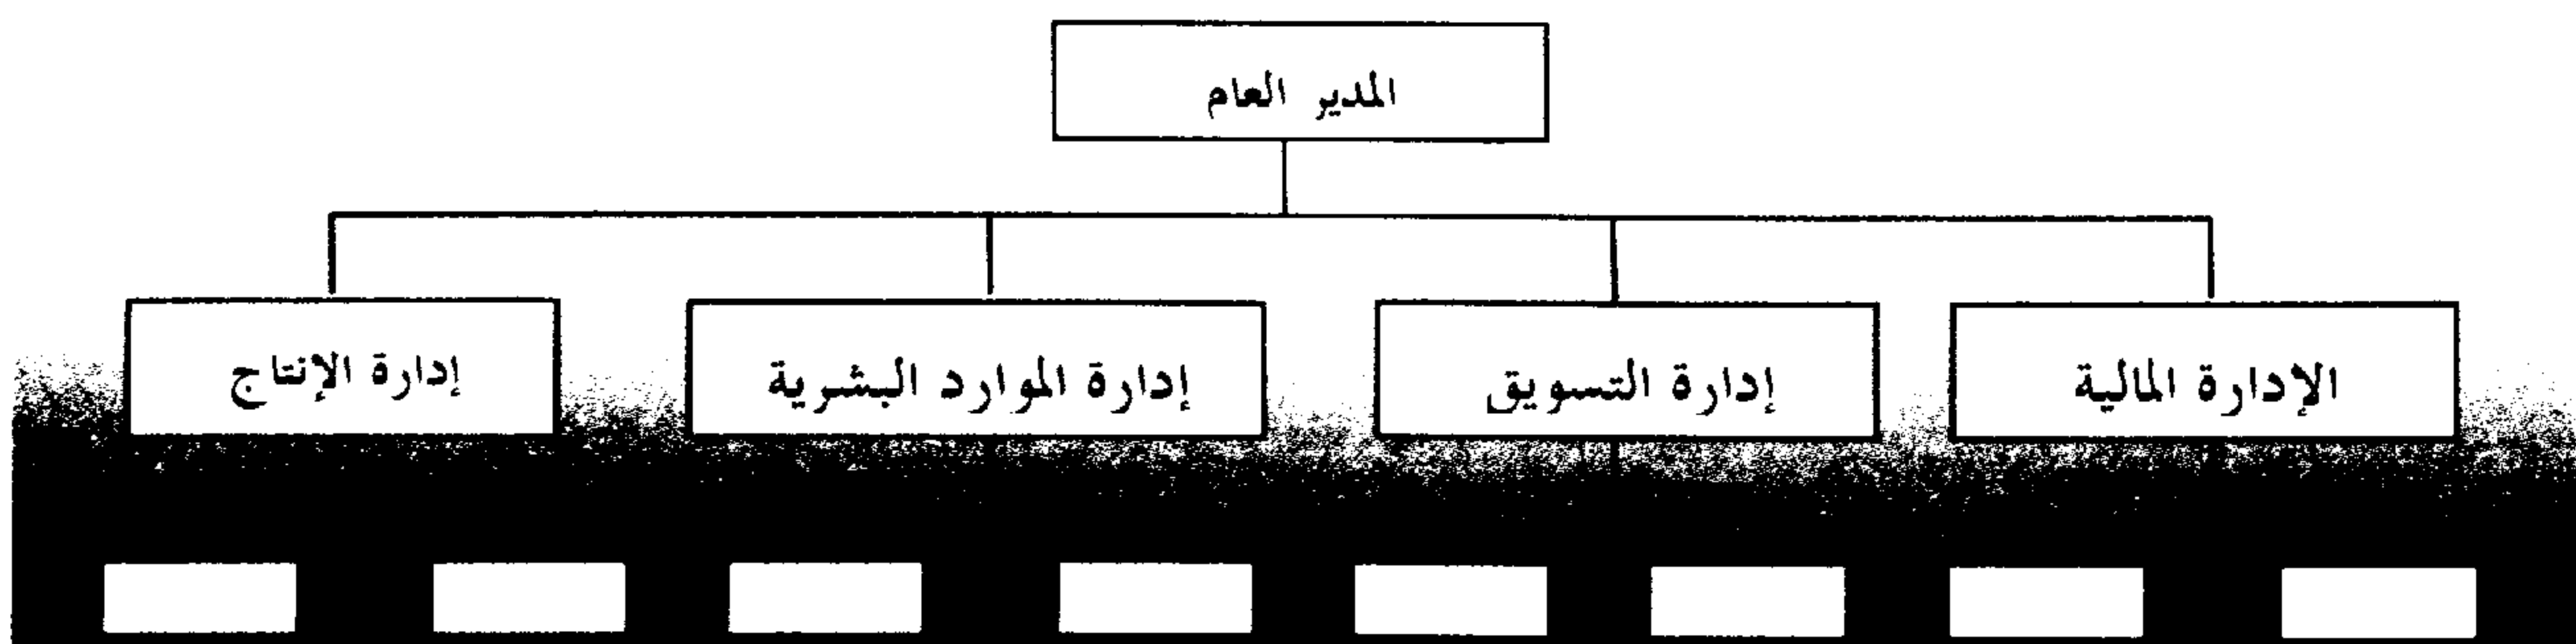 المدير العام
الإدارة المالية
إدارة التسويق
إدارة الموارد البشرية
إدارة الإنتاج